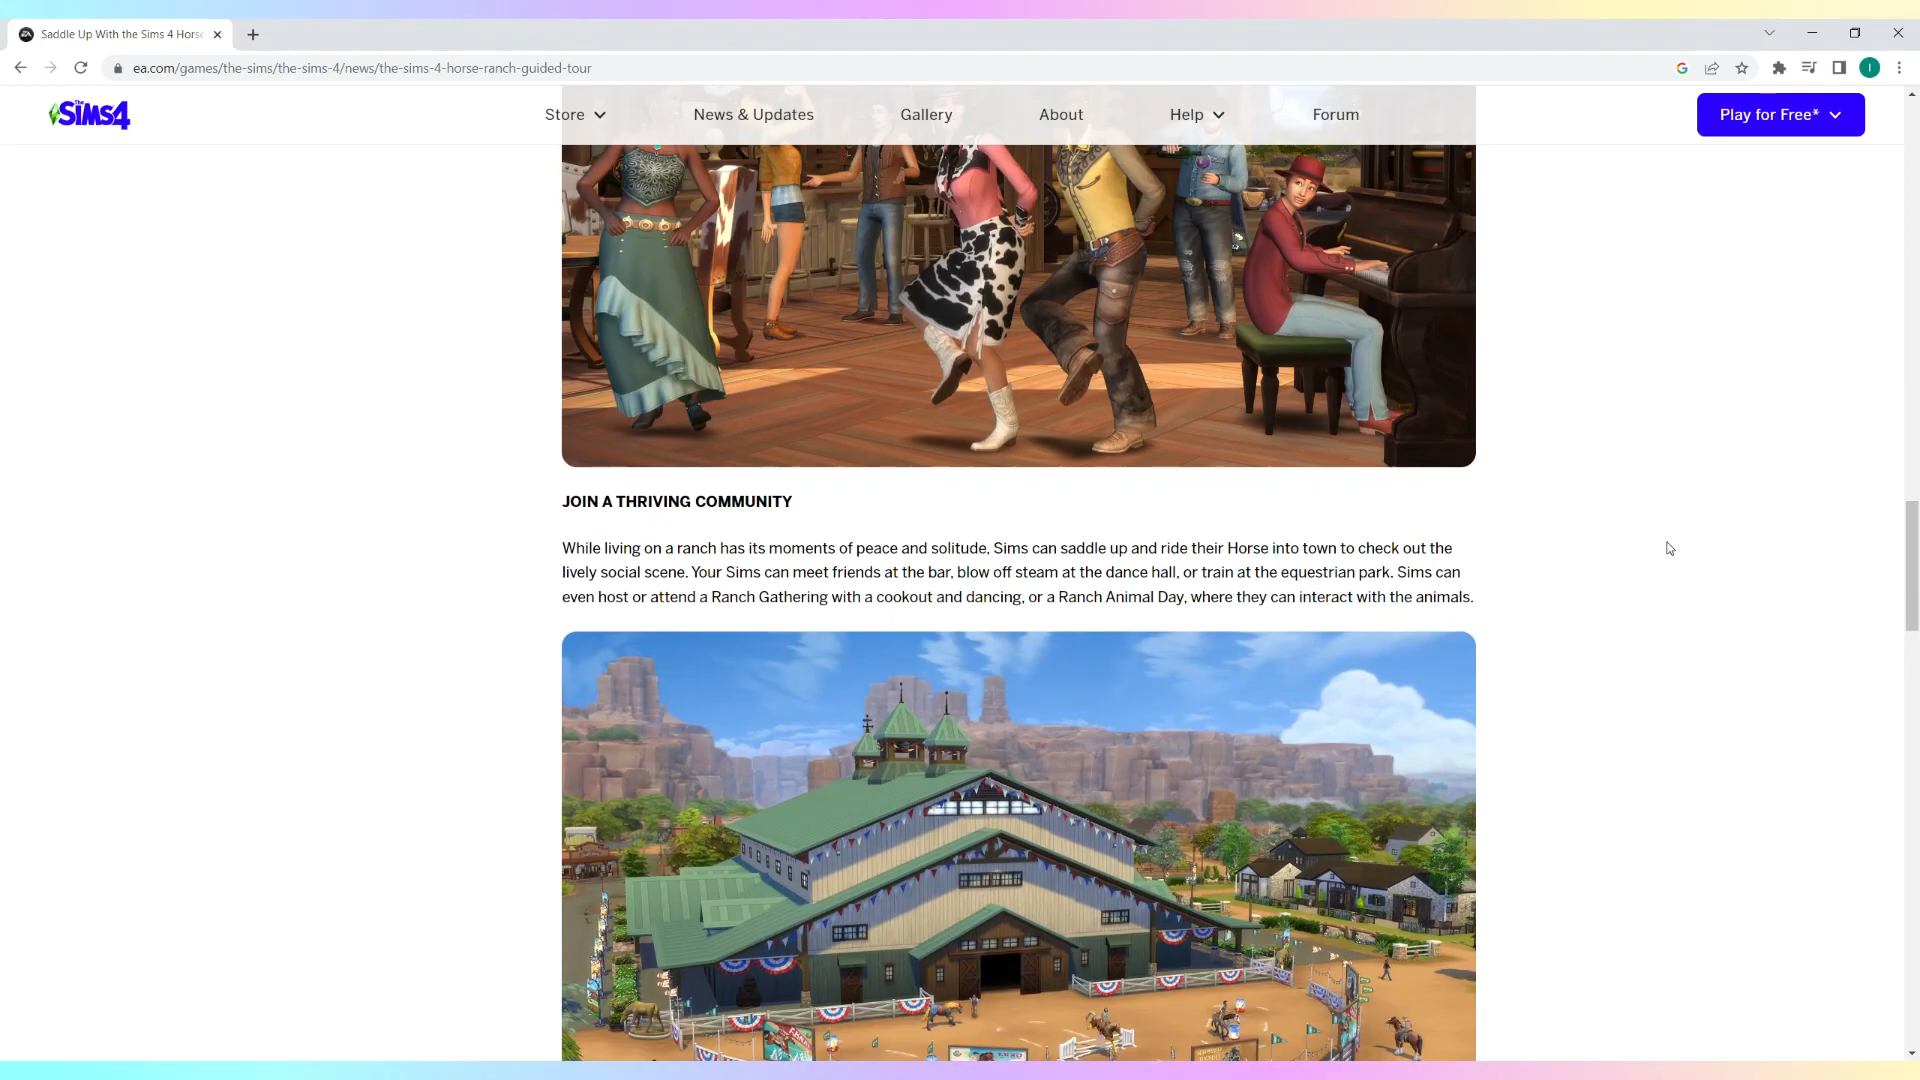 Saddle Up With the Sims 4 Horse
ea.com/games/the-sims/the-sims-4/news/the-sims-4-horse-ranch-guided-tour
I
The SIMS4
Store
News & Updates
Gallery
About
Help
Forum
Play for Free*
JOIN A THRIVING COMMUNITY
While living on a ranch has its moments of peace and solitude, Sims can saddle up and ride their Horse into town to check out the
lively social scene. Your Sims can meet friends at the bar, blow off steam at the dance hall, or train at the equestrian park. Sims can
even host or attend a Ranch Gathering with a cookout and dancing, or a Ranch Animal Day, where they can interact with the animals.